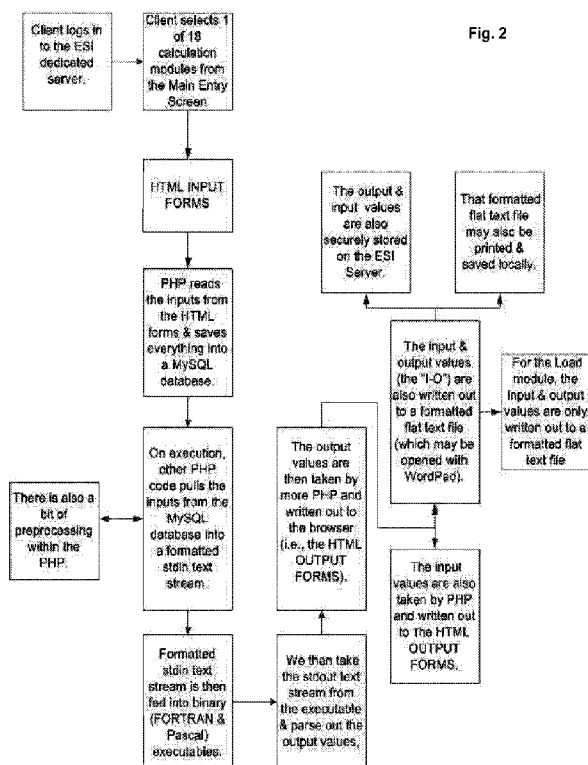 Fig. 2
Client logs in
to the ESI
dedicated
server.
Client selects 1
of 18
calculation
modules from
the Main Entry
Screen
HTML INPUT
FORMS
PHP reads
the inputs from
the HTML
forms & saves
everything into
a MySQL
database.
On execution,
other PHP
code pulls the
inputs from the
MySQL
database into
a formatted
stdin text
stream.
There is also a
bit of
preprocessing
within the
PHP.
Formatted
stdin text
stream is then
fed into binary
(FORTRAN &
Pascal)
executables.
We then take
the stdout text
stream from
the executable
& parse out the
output values.
The output
values are
then taken by
more PHP and
written out to
the browser
(i.e., the HTML
OUTPUT
FORMS).
The input
values are also
taken by PHP
and written out
to The HTML
OUTPUT
FORMS.
The input &
output values
(the "I-O") are
also written out
to a formatted
flat text file
(which may be
opened with
WordPad).
The output &
input values
are also
securely stored
on the ESI
Server.
That formatted
flat text file
may also be
printed &
saved locally.
For the Load
module, the
Input & output
values are only
written out to a
formatted flat
text file